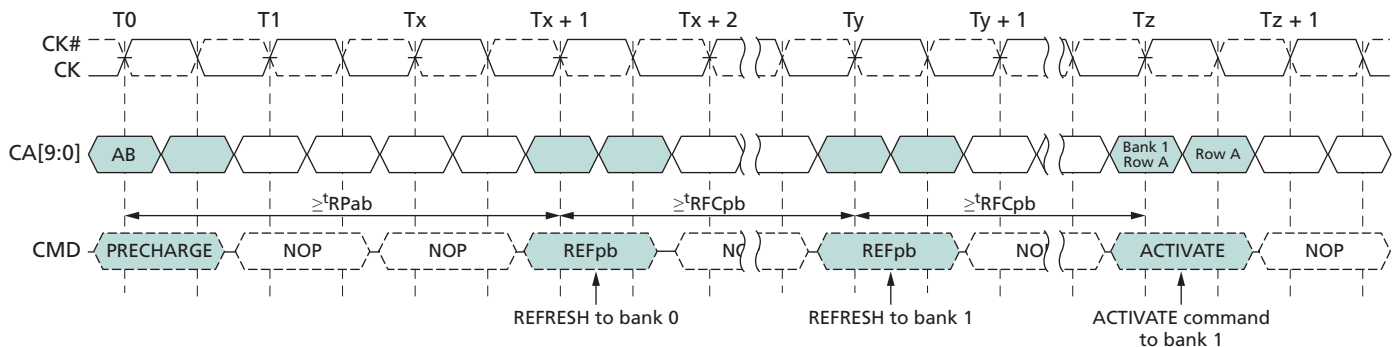 T0 T1 Tx Tx + 1 Tx + 2 Ty Ty + 1 Tz Tz + 1
CK#
CK
CA[9:0] AB Bank 1 Row A Row A
≥tRPab ≥tRFCpb ≥tRFCpb
CMD PRECHARGE NOP NOP REFpb NO REFpb NO ACTIVATE NOP
REFRESH to bank 0 REFRESH to bank 1 ACTIVATE command
to bank 1